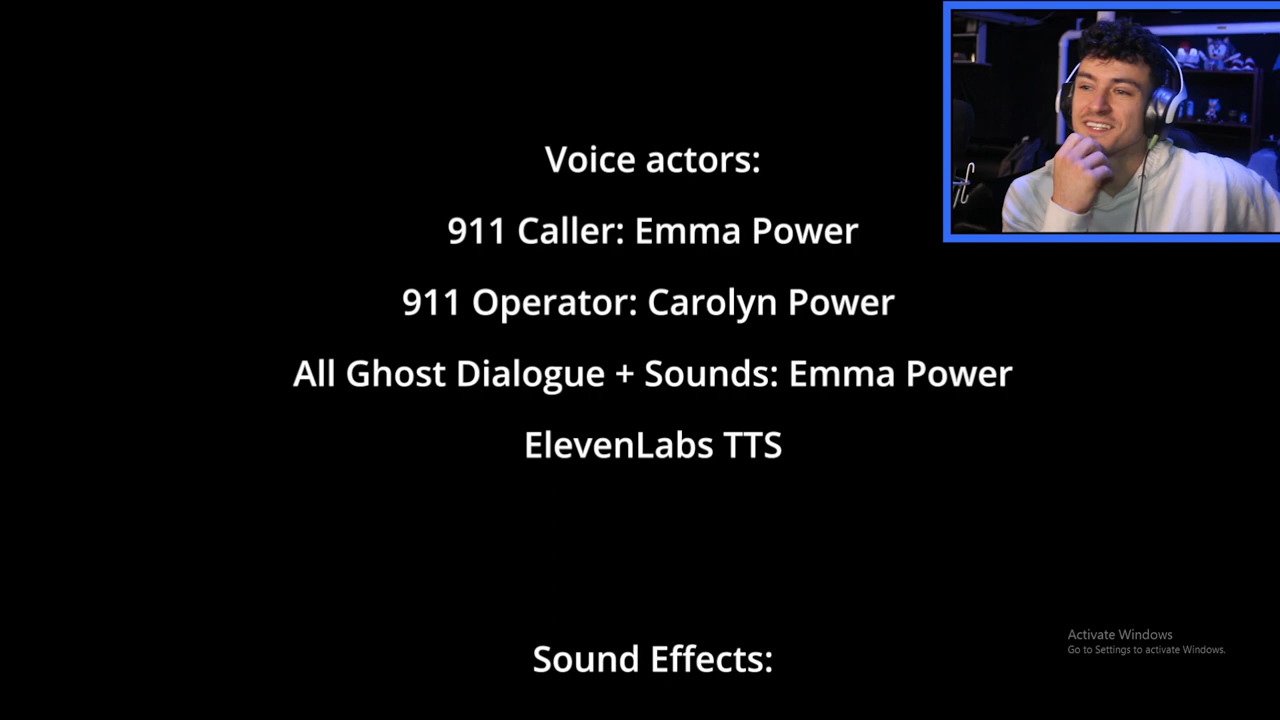 Voice actors:
911 Caller: Emma Power
911 Operator: Carolyn Power
All Ghost Dialogue + Sounds: Emma Power
ElevenLabs TTS
Activate Windows
Go to Settings to activate Windows.
Sound Effects: